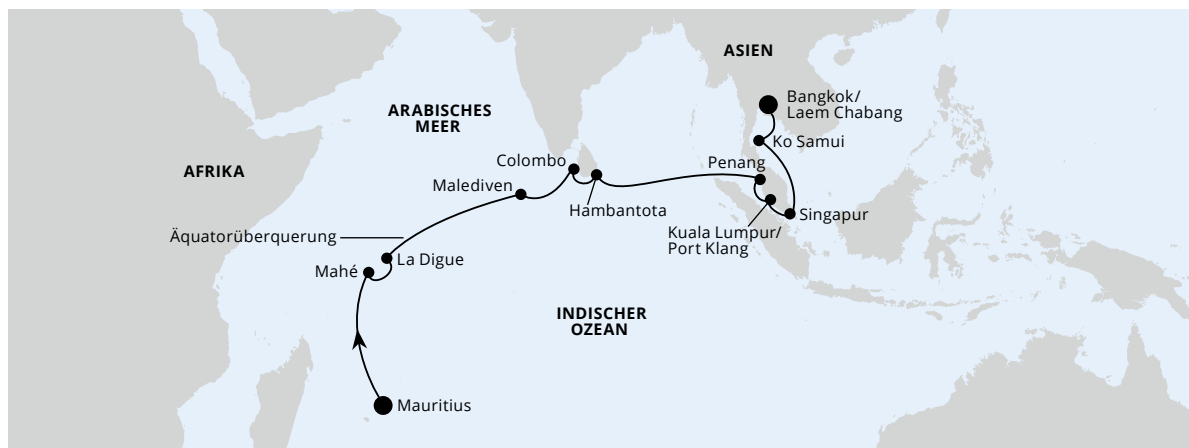 ASIEN
Bangkok/
Laem Chabang
ARABISCHES
MEER
Ko Samui
Colombo
Penang
AFRIKA
Malediven
Hambantota
Singapur
Kuala Lumpur/
Port Klang
Äquatorüberquerung
La Digue
Mahé
INDISCHER
OZEAN
Mauritius